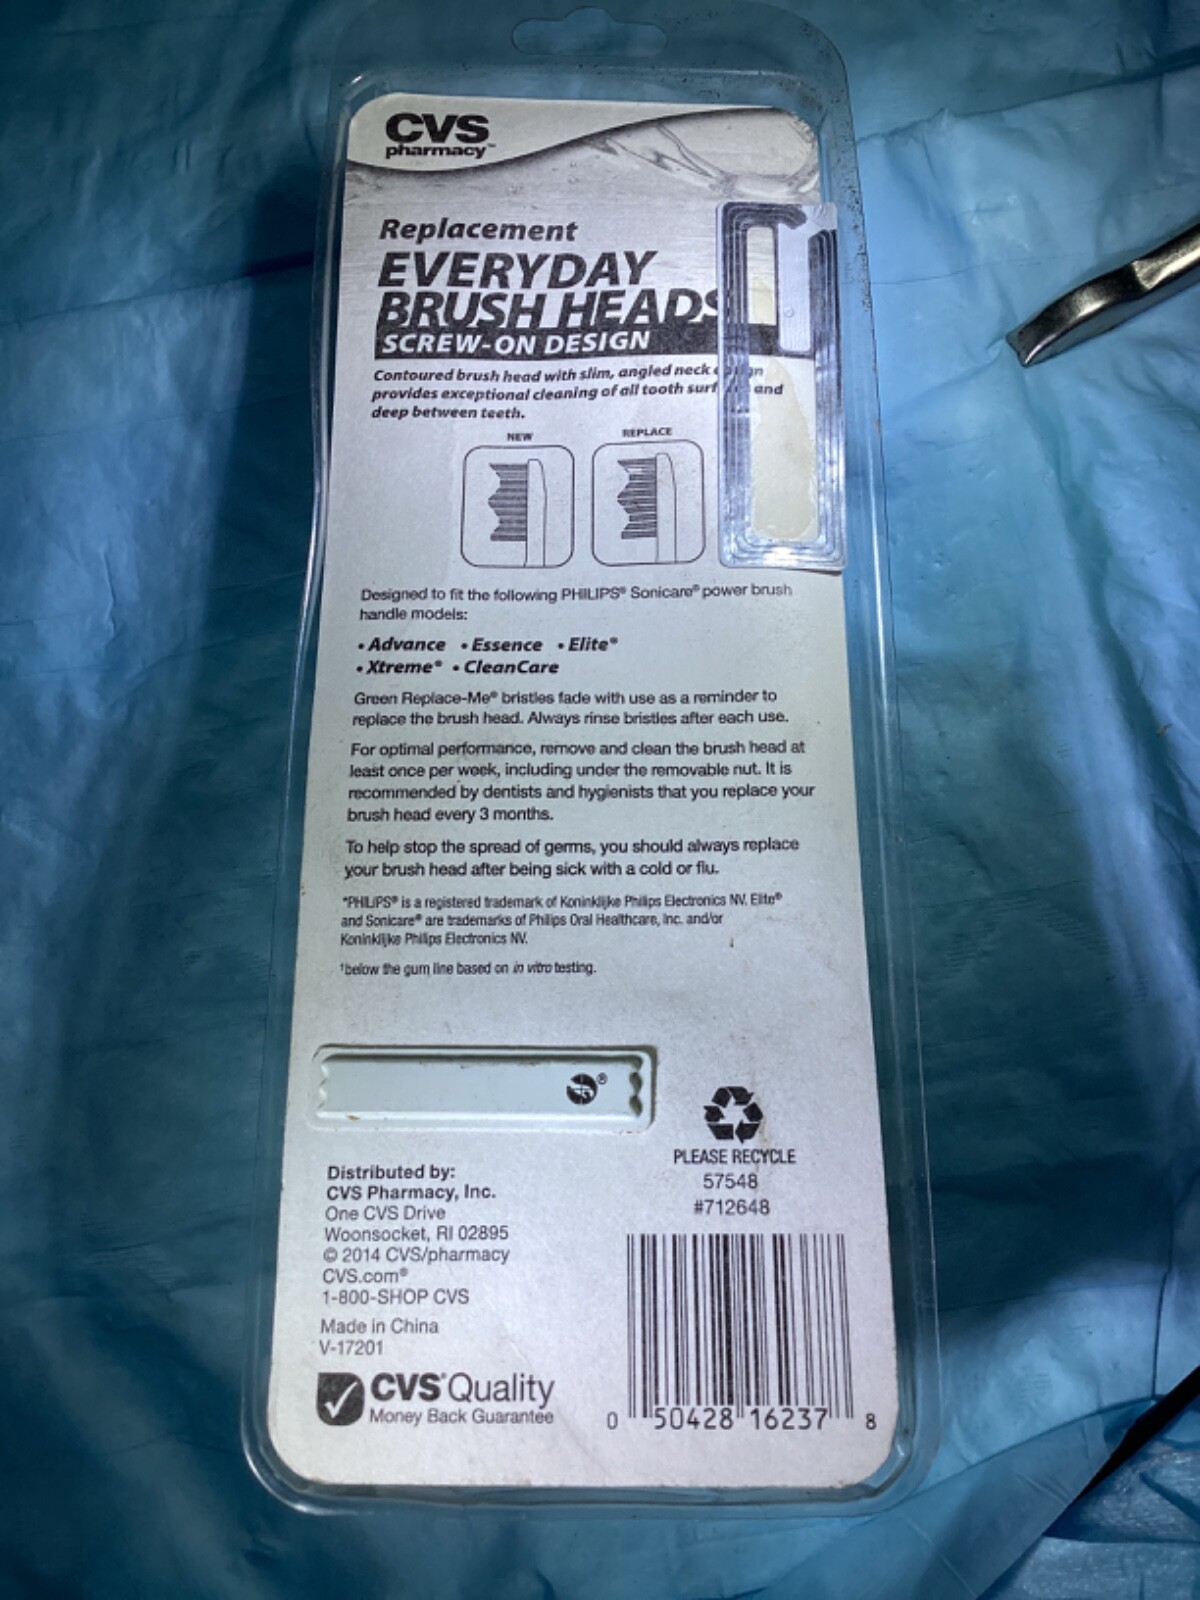 CVS
pharmacy™
Replacement
EVERYDAY
BRUSH HEADS
SCREW-ON DESIGN
Contoured brush head with slim, angled neck
provides exceptional cleaning of all tooth and
deep between teeth.
NEW
REPLACE
Designed to fit the following PHILIPS® Sonicare® power brush
handle models:
• Advance • Essence • Elite®
• Xtreme® • CleanCare
Green Replace-Me® bristles fade with use as a reminder to
replace the brush head. Always rinse bristles after each use.
For optimal performance, remove and clean the brush head at
least once per week, including under the removable nut. It is
recommended by dentists and hygienists that you replace your
brush head every 3 months.
To help stop the spread of germs, you should always replace
your brush head after being sick with a cold or flu.
*PHILIPS® is a registered trademark of Koninklijke Philips Electronics NV. Elite®
and Sonicare® are trademarks of Philips Oral Healthcare, Inc. and/or
Koninklijke Philips Electronics NV.
†below the gum line based on in vitro testing.
®
PLEASE RECYCLE
57548
#712648
Distributed by:
CVS Pharmacy, Inc.
One CVS Drive
Woonsocket, RI 02895
© 2014 CVS/pharmacy
CVS.com®
1-800-SHOP CVS
Made in China
V-17201
CVS® Quality
Money Back Guarantee
0 50428 16237 8